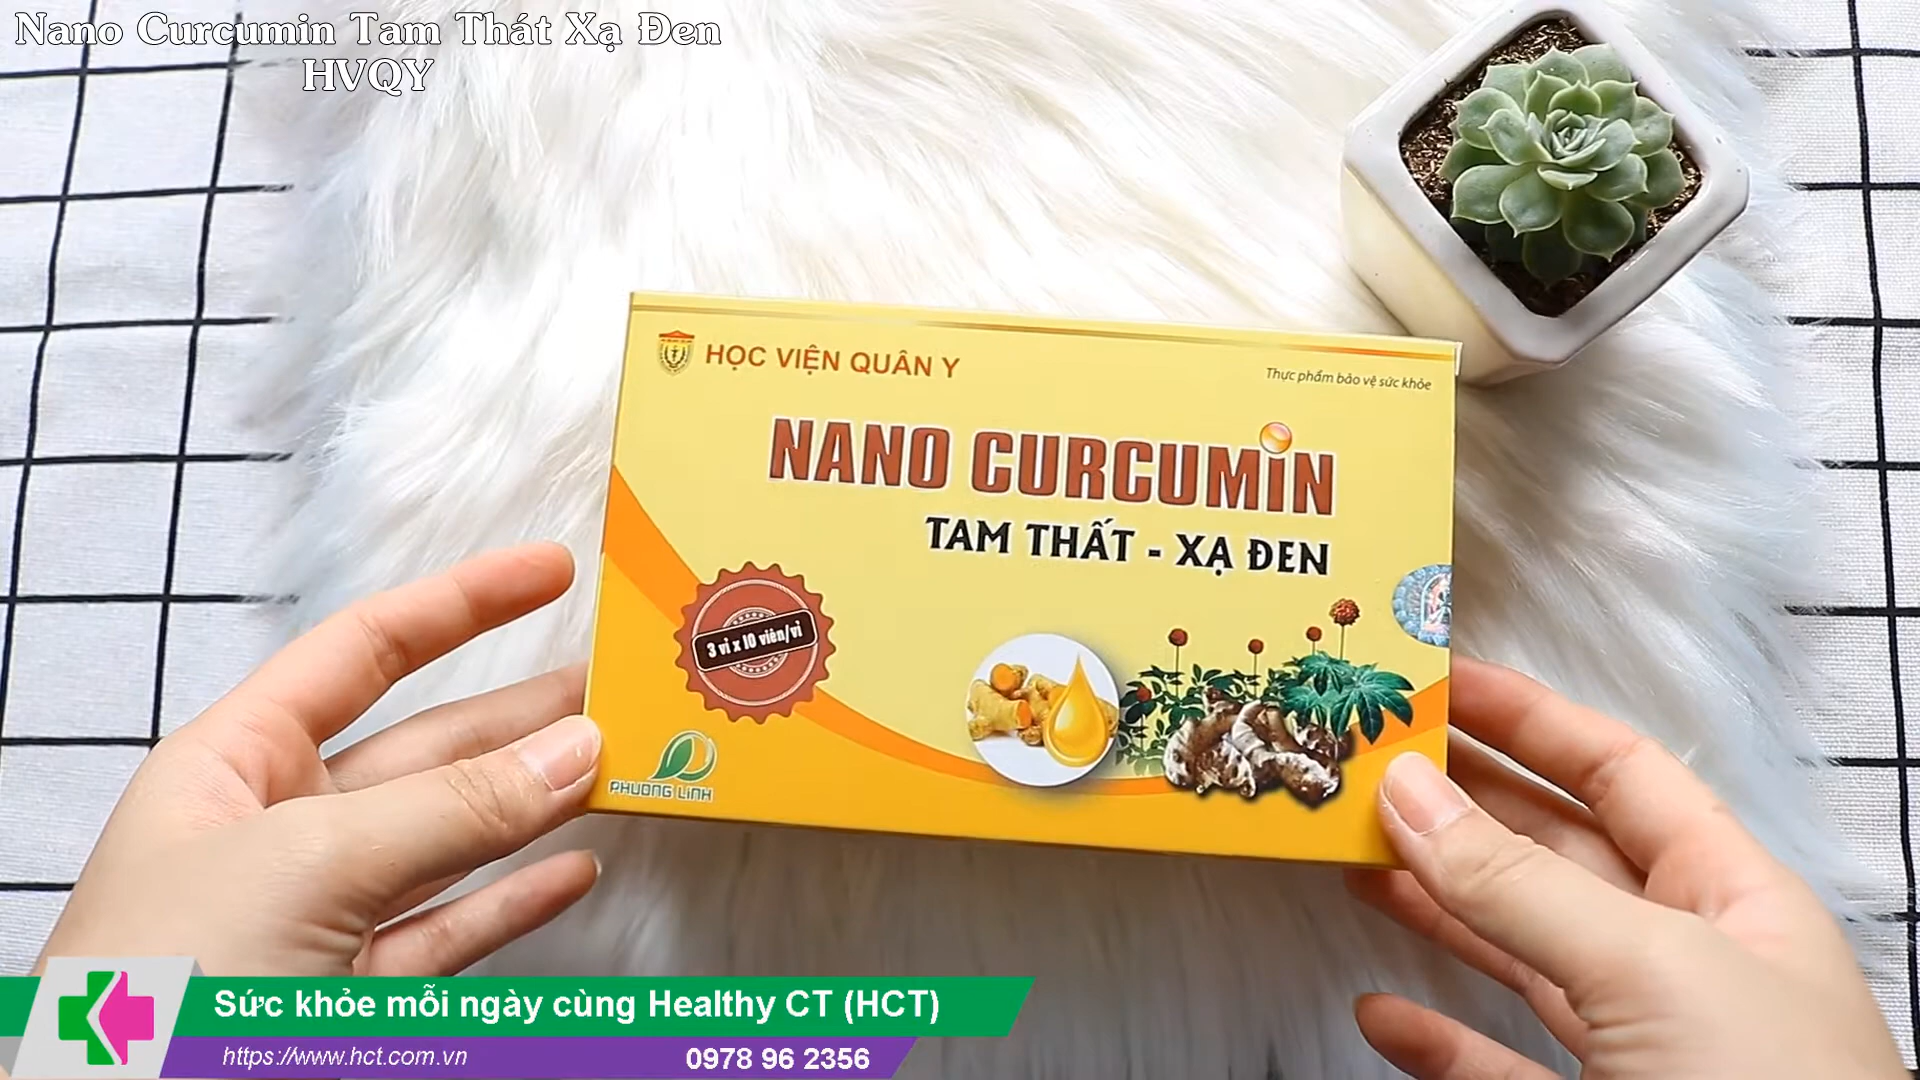 Nano Curcumin Tam Thát Xạ Đen
HVQY
HỌC VIỆN QUÂN Y
Thực phẩm bảo vệ sức khỏe
NANO CURCUMIN
TAM THẤT - XẠ ĐEN
3 vỉ x 10 viên/vỉ
PHUONG LINH
Sức khỏe mỗi ngày cùng Healthy CT (HCT)
https://www.hct.com.vn
0978 96 2356